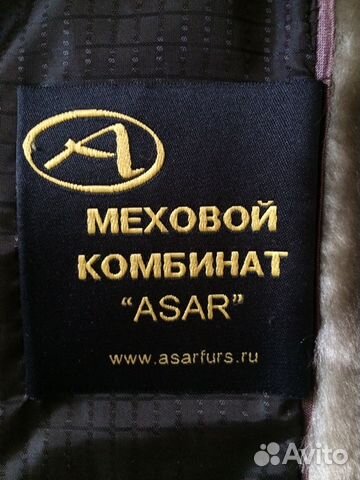 A
МЕХОВОЙ
КОМБИНАТ
“ASAR”
www.asarfurs.ru
Avito